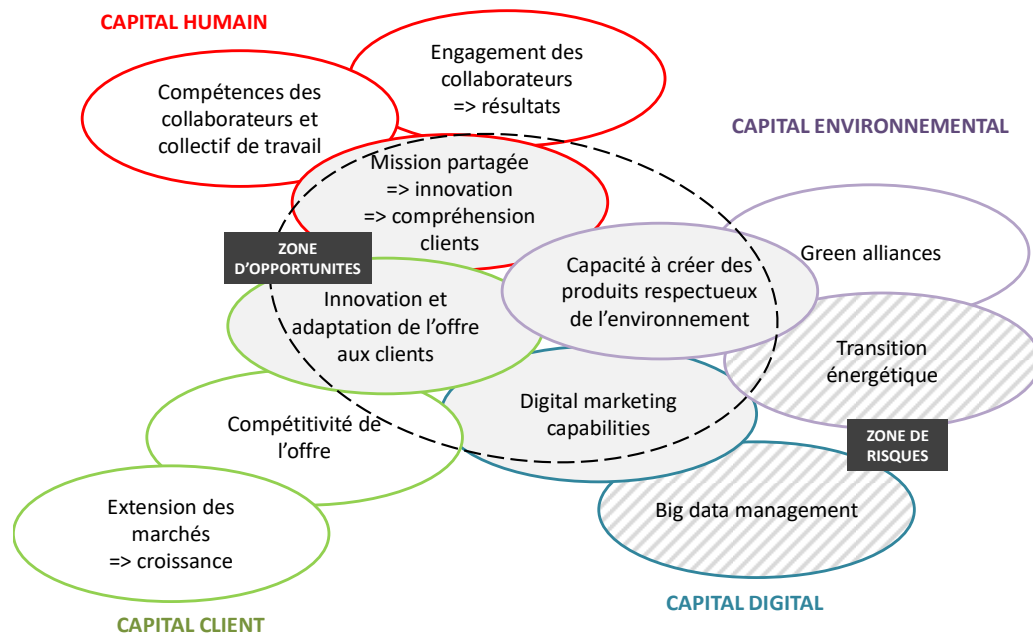 CAPITAL HUMAIN
Engagement des
collaborateurs
=> résultats
Compétences des
collaborateurs et
collectif de travail
CAPITAL ENVIRONNEMENTAL
Mission partagée
=> innovation
=> compréhension
clients
ZONE
D'OPPORTUNITES
Green alliances
Capacité à créer des
produits respectueux
de l'environnement
Innovation et
adaptation de l'offre
aux clients
Transition
énergétique
Digital marketing
capabilities
Compétitivité de
l'offre
ZONE DE
RISQUES
Extension des
marchés
=> croissance
Big data management
CAPITAL DIGITAL
CAPITAL CLIENT